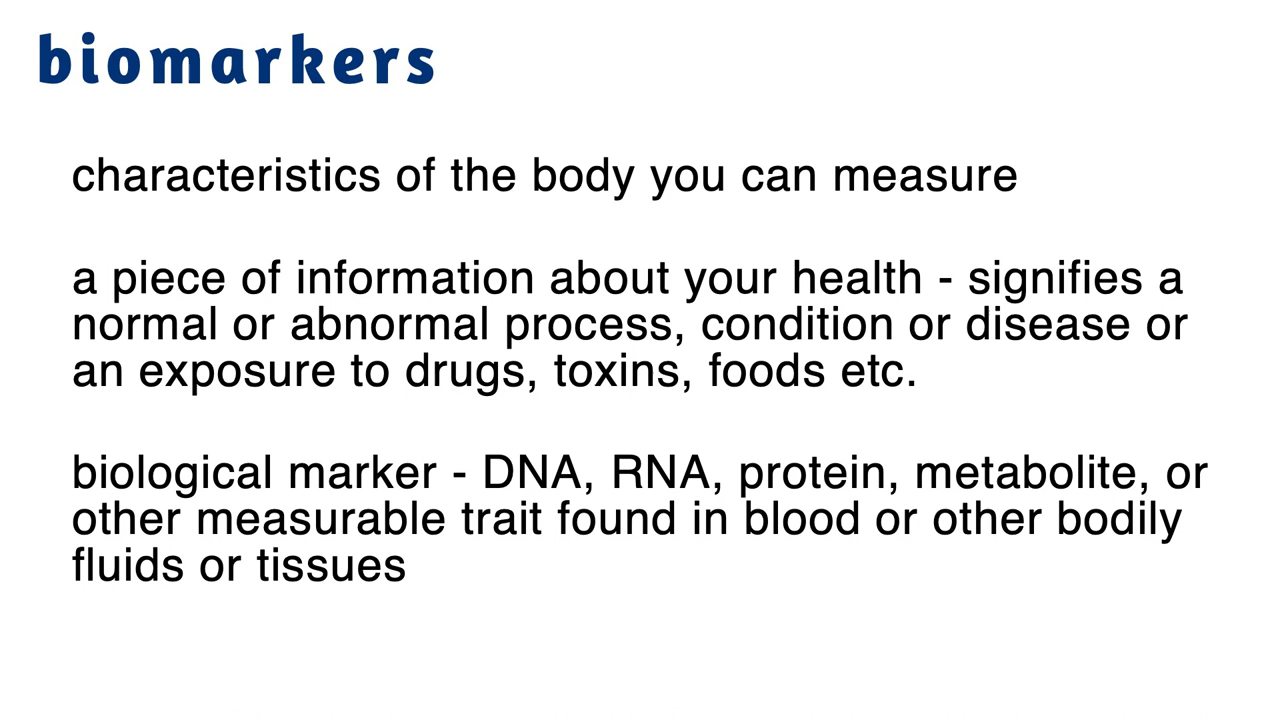 biomarkers
characteristics of the body you can measure
a piece of information about your health - signifies a
normal or abnormal process, condition or disease or
an exposure to drugs, toxins, foods etc.
biological marker - DNA, RNA, protein, metabolite, or
other measurable trait found in blood or other bodily
fluids or tissues